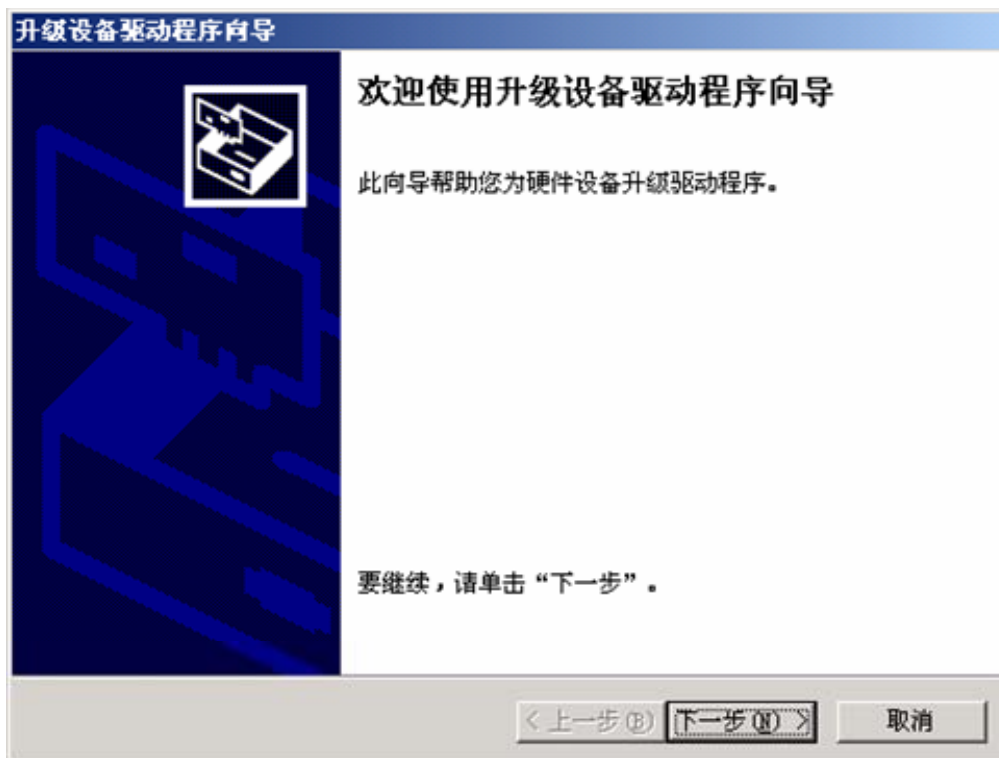 升级设备驱动程序向导
欢迎使用升级设备驱动程序向导
此向导帮助您为硬件设备升级驱动程序。
要继续，请单击“下一步”。
< 上一步(B) 下一步(N) > 取消